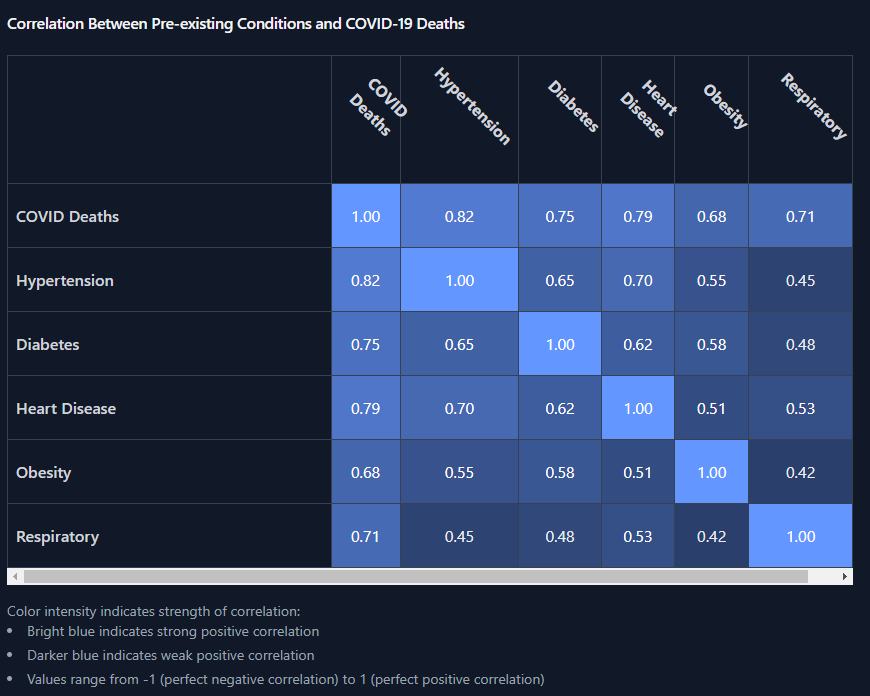 Correlation Between Pre-existing Conditions and COVID-19 Deaths
COVID Deaths Hypertension Diabetes Heart Disease Obesity Respiratory
COVID Deaths 1.00 0.82 0.75 0.79 0.68 0.71
Hypertension 0.82 1.00 0.65 0.70 0.55 0.45
Diabetes 0.75 0.65 1.00 0.62 0.58 0.48
Heart Disease 0.79 0.70 0.62 1.00 0.51 0.53
Obesity 0.68 0.55 0.58 0.51 1.00 0.42
Respiratory 0.71 0.45 0.48 0.53 0.42 1.00
Color intensity indicates strength of correlation:
• Bright blue indicates strong positive correlation
• Darker blue indicates weak positive correlation
• Values range from -1 (perfect negative correlation) to 1 (perfect positive correlation)